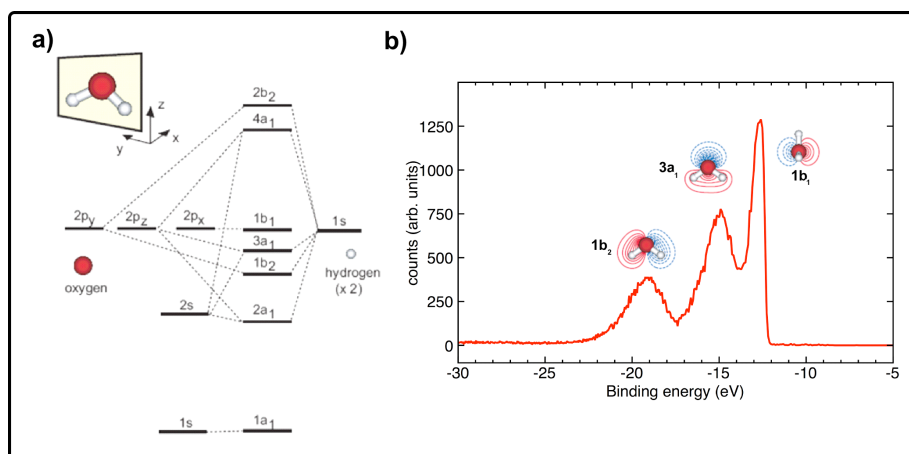 a)
z
y
x
2b2
4a1
2py
2pz
2px
1b1
1s
3a1
1b2
oxygen
hydrogen
(x 2)
2s
2a1
1s
1a1
b)
1250
1000
750
500
250
0
counts (arb. units)
3a1
1b1
1b2
-30
-25
-20
-15
-10
-5
Binding energy (eV)